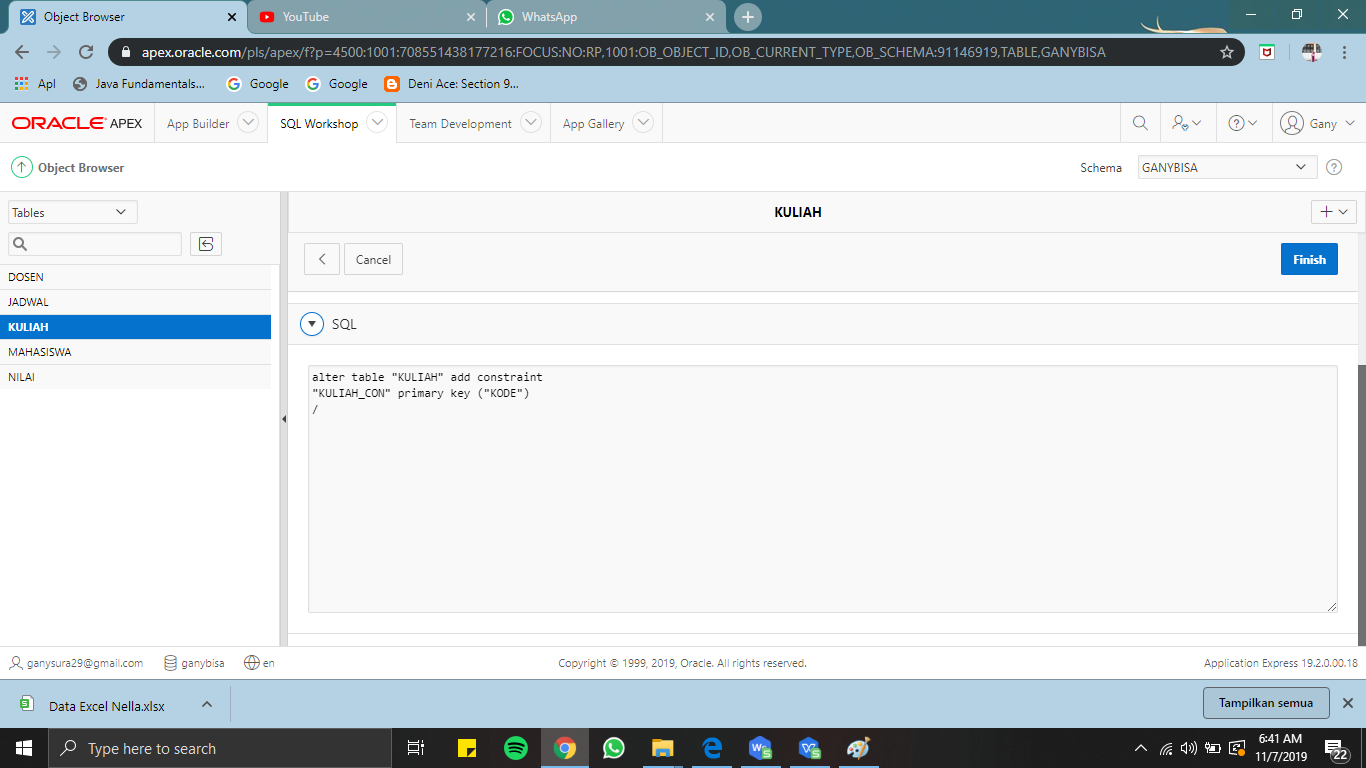 Object Browser
YouTube
WhatsApp
apex.oracle.com/pls/apex/f?p=4500:1001:708551438177216:FOCUS:NO:RP,1001:OB_OBJECT_ID,OB_CURRENT_TYPE,OB_SCHEMA:91146919,TABLE,GANYBISA
Apl
Java Fundamentals...
Google
Google
Deni Ace: Section 9...
ORACLE APEX
App Builder
SQL Workshop
Team Development
App Gallery
Gany
Object Browser
Schema
GANYBISA
Tables
KULIAH
Cancel
Finish
DOSEN
JADWAL
KULIAH
MAHASISWA
NILAI
SQL
alter table "KULIAH" add constraint
"KULIAH_CON" primary key ("KODE")
/
ganysura29@gmail.com
ganybisa
en
Copyright © 1999, 2019, Oracle. All rights reserved.
Application Express 19.2.0.00.18
Data Excel Nella.xlsx
Tampilkan semua
Type here to search
6:41 AM
11/7/2019
22